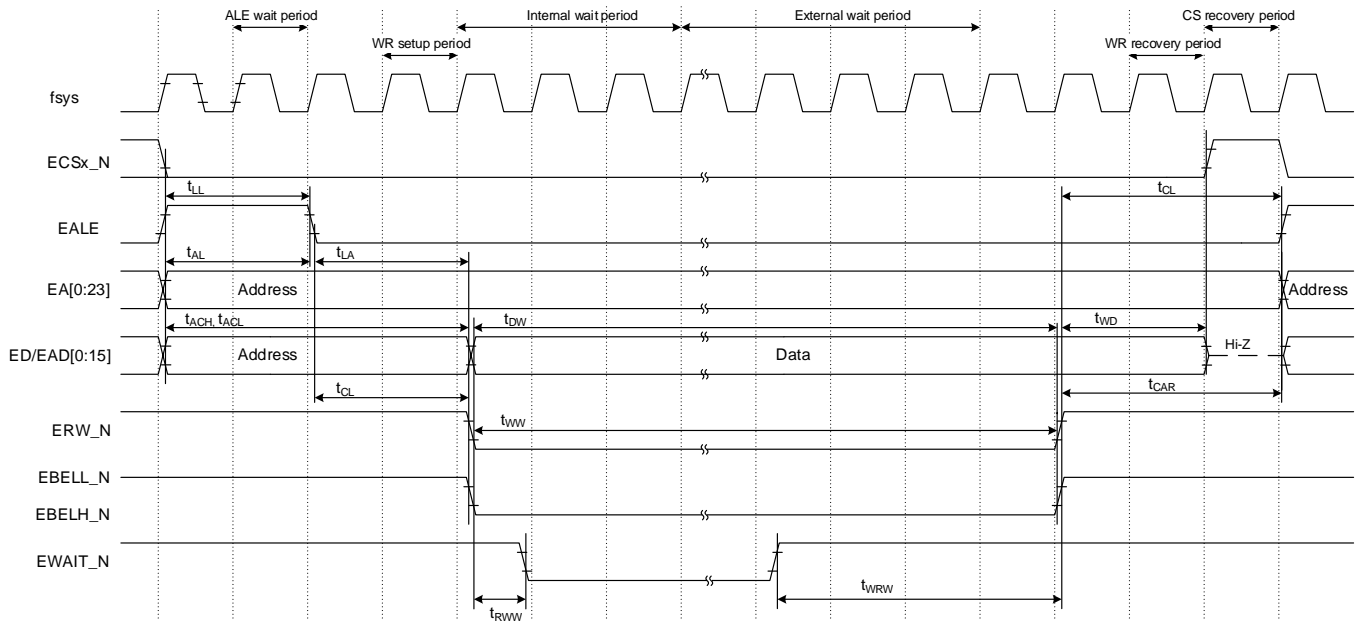 ALE wait period
Internal wait period
External wait period
CS recovery period
WR setup period
WR recovery period
fsys
ECSx_N
tLL
tCL
EALE
tAL
tLA
EA[0:23]
Address
Address
tACH, tACL
tDW
tWD
ED/EAD[0:15]
Address
Data
Hi-Z
tCL
tCAR
ERW_N
tWW
EBELL_N
EBELH_N
EWAIT_N
tRWW
tWRW